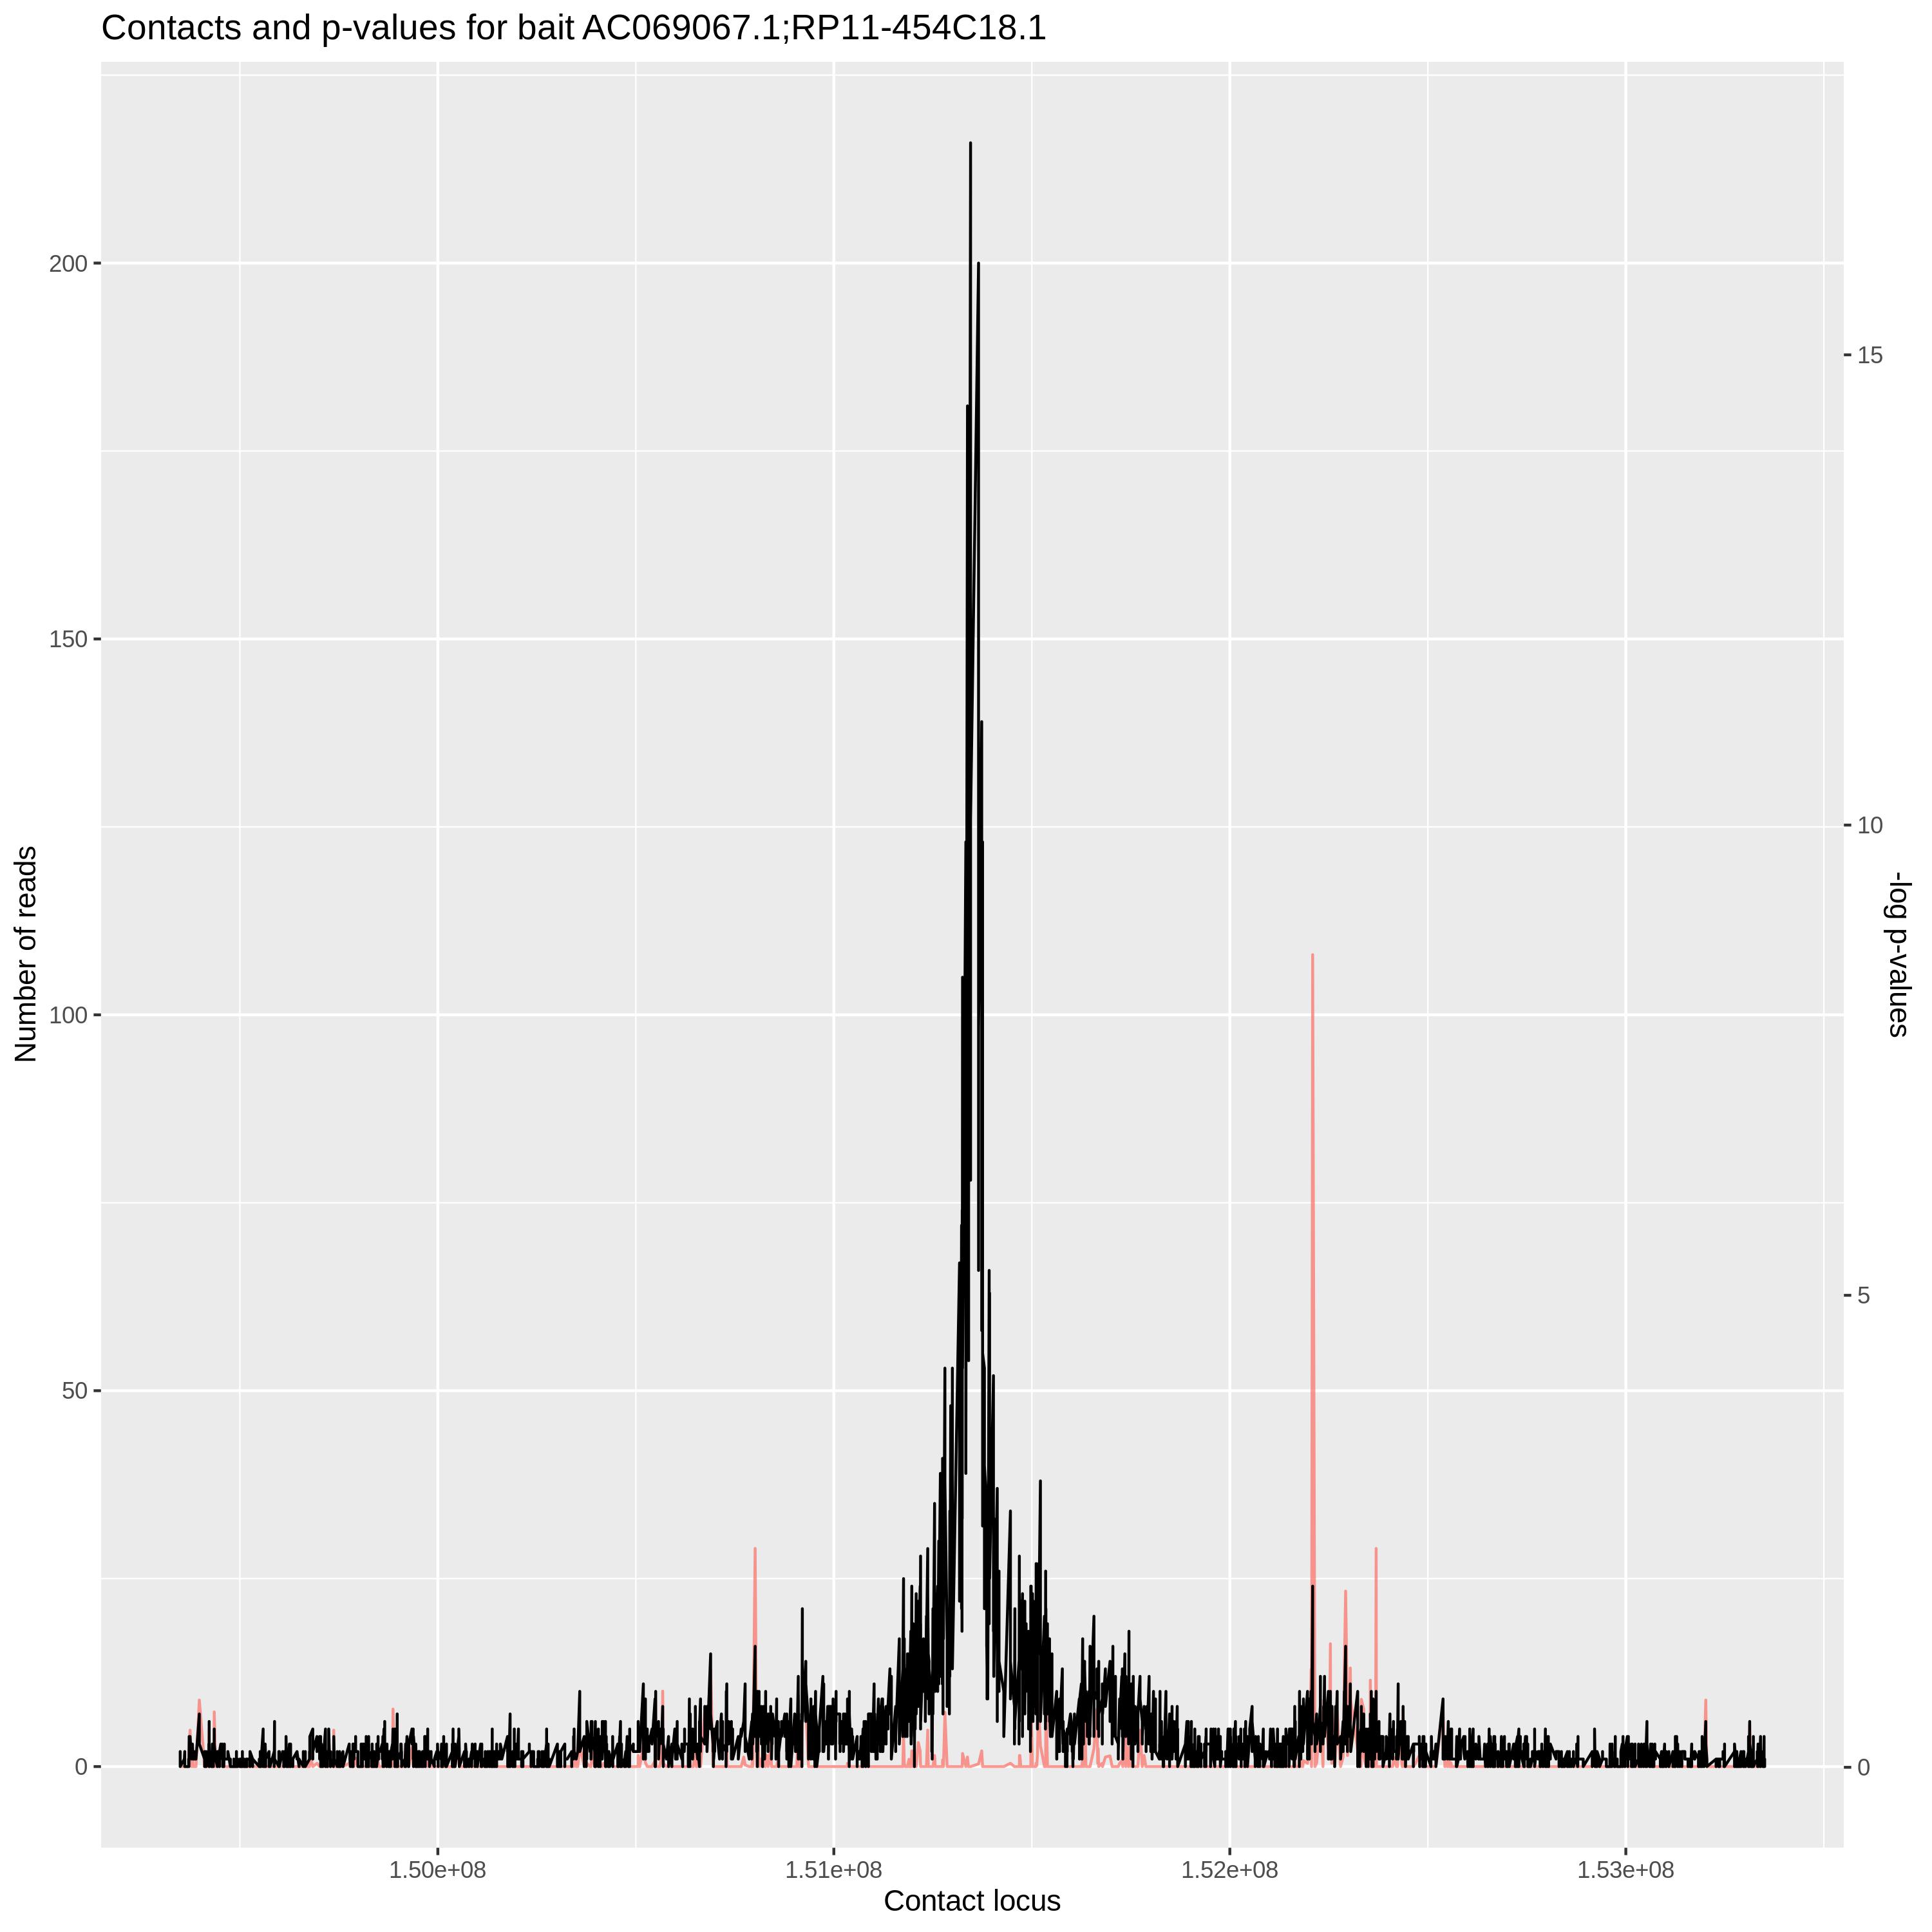 Contacts and p-values for bait AC069067.1;RP11-454C18.1
200
150
100
50
0
Number of reads
15
10
5
0
-log p-values
1.50e+08
1.51e+08
1.52e+08
1.53e+08
Contact locus